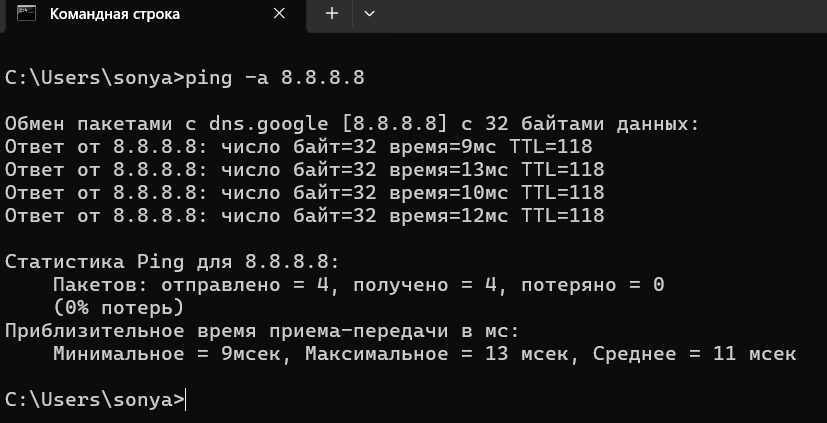 Командная строка
C:\Users\sonya>ping -a 8.8.8.8
Обмен пакетами с dns.google [8.8.8.8] с 32 байтами данных:
Ответ от 8.8.8.8: число байт=32 время=9мс TTL=118
Ответ от 8.8.8.8: число байт=32 время=13мс TTL=118
Ответ от 8.8.8.8: число байт=32 время=10мс TTL=118
Ответ от 8.8.8.8: число байт=32 время=12мс TTL=118
Статистика Ping для 8.8.8.8:
Пакетов: отправлено = 4, получено = 4, потеряно = 0
(0% потерь)
Приблизительное время приема-передачи в мс:
Минимальное = 9мсек, Максимальное = 13 мсек, Среднее = 11 мсек
C:\Users\sonya>